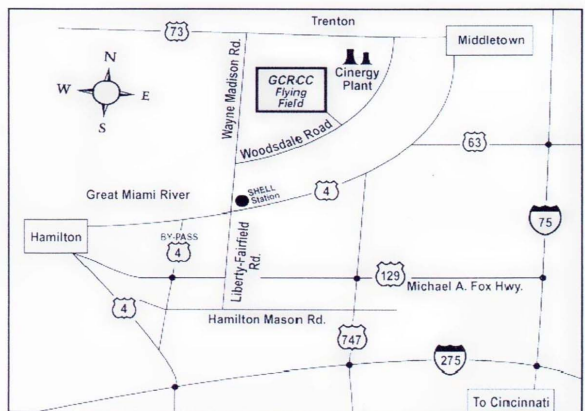 Trenton
73
Middletown
N
W
E
S
Wayne Madison Rd.
GCRCC
Flying
Field
Cinergy
Plant
Woodsdale Road
63
Great Miami River
SHELL
Station
4
75
Hamilton
BY-PASS
4
Liberty-Fairfield
Rd.
129
Michael A. Fox Hwy.
4
Hamilton Mason Rd.
747
275
To Cincinnati